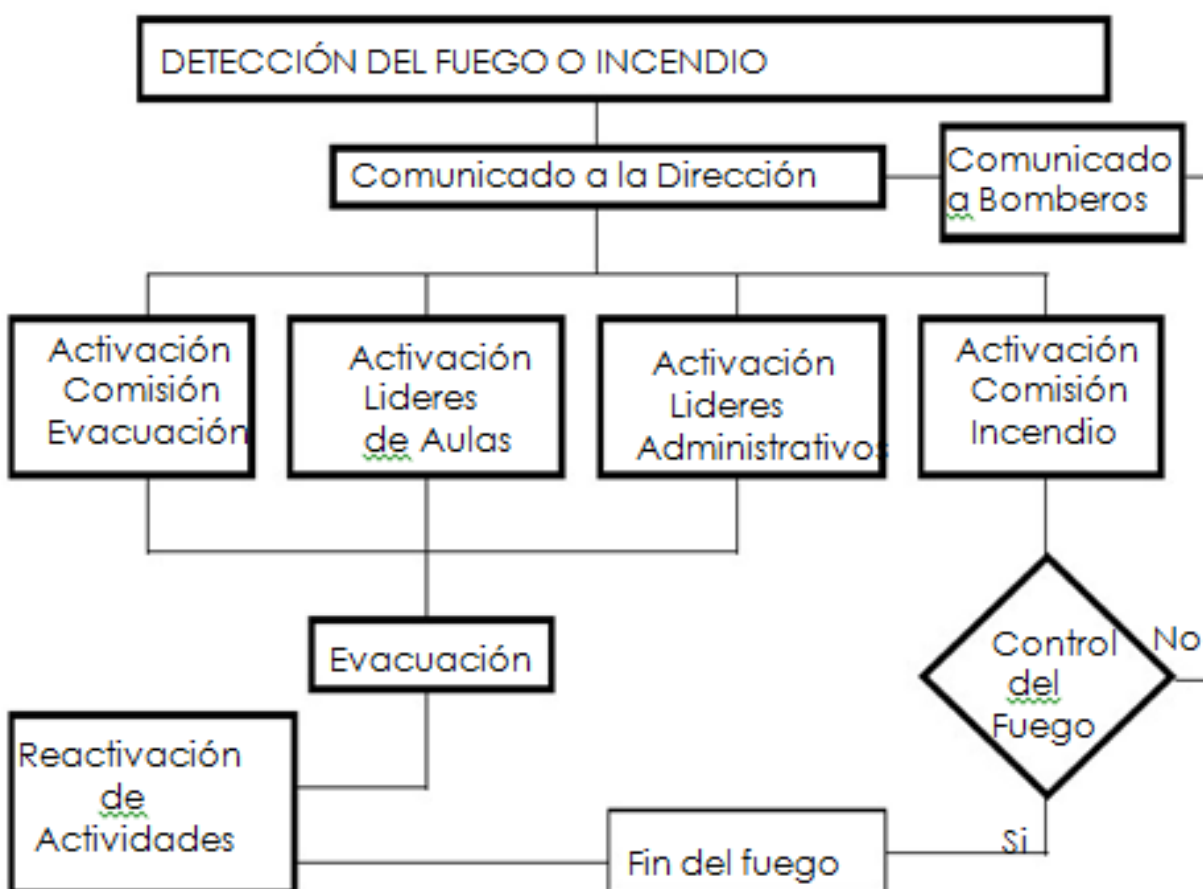 DETECCIÓN DEL FUEGO O INCENDIO
Comunicado a la Dirección
Comunicado
a Bomberos
Activación
Comisión
Evacuación
Activación
Lideres
de Aulas
Activación
Lideres
Administrativos
Activación
Comisión
Incendio
Control
del
Fuego
No
Evacuación
Reactivación
de
Actividades
Si
Fin del fuego